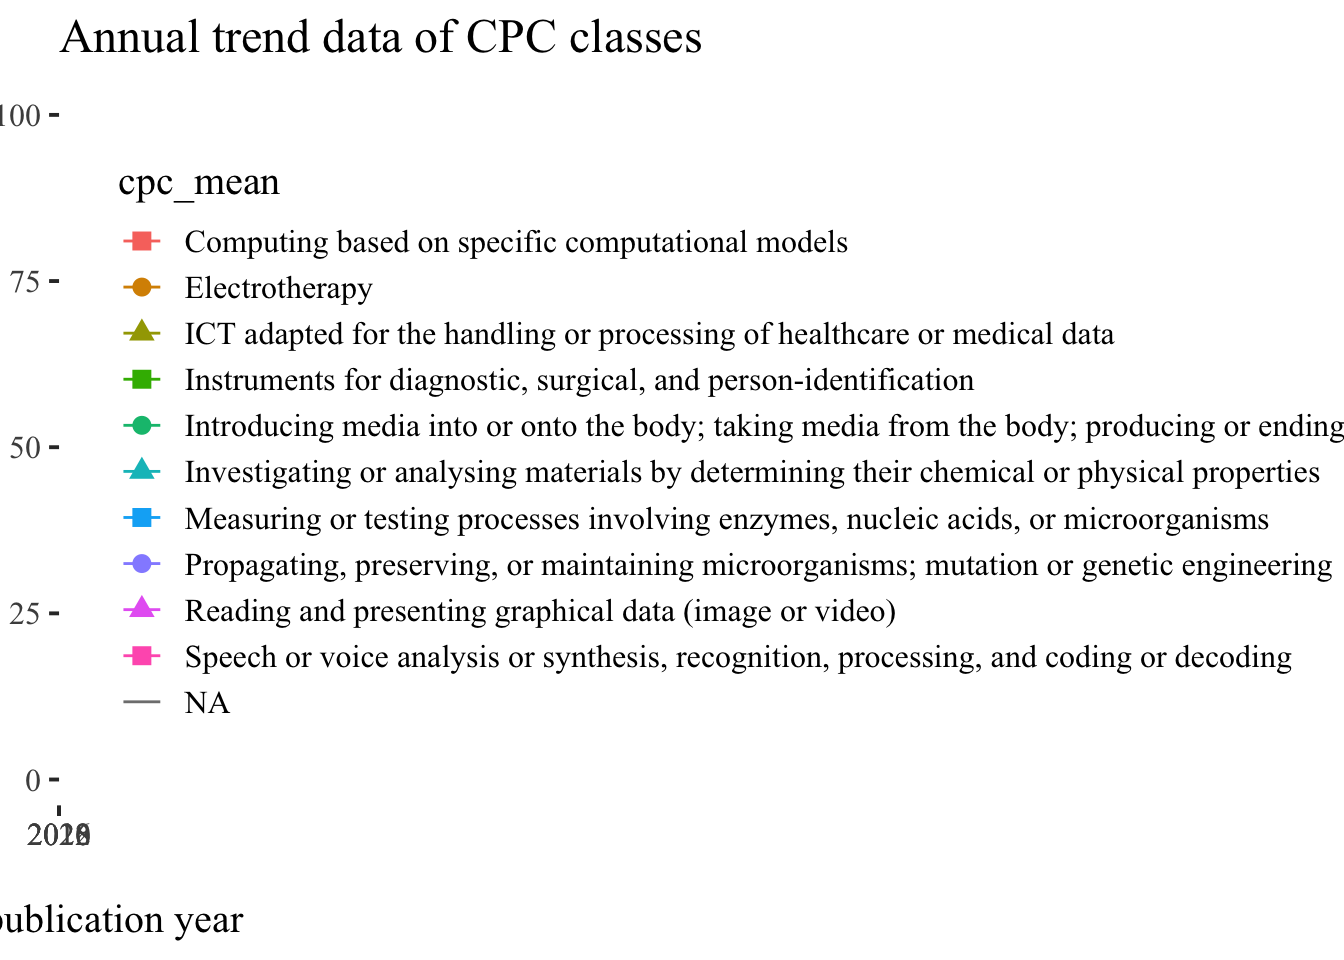 Annual trend data of CPC classes
100
cpc_mean
Computing based on specific computational models
75
Electrotherapy
ICT adapted for the handling or processing of healthcare or medical data
Instruments for diagnostic, surgical, and person-identification
Introducing media into or onto the body; taking media from the body; producing or ending
50
Investigating or analysing materials by determining their chemical or physical properties
Measuring or testing processes involving enzymes, nucleic acids, or microorganisms
Propagating, preserving, or maintaining microorganisms; mutation or genetic engineering
25
Reading and presenting graphical data (image or video)
Speech or voice analysis or synthesis, recognition, processing, and coding or decoding
NA
0
publication year